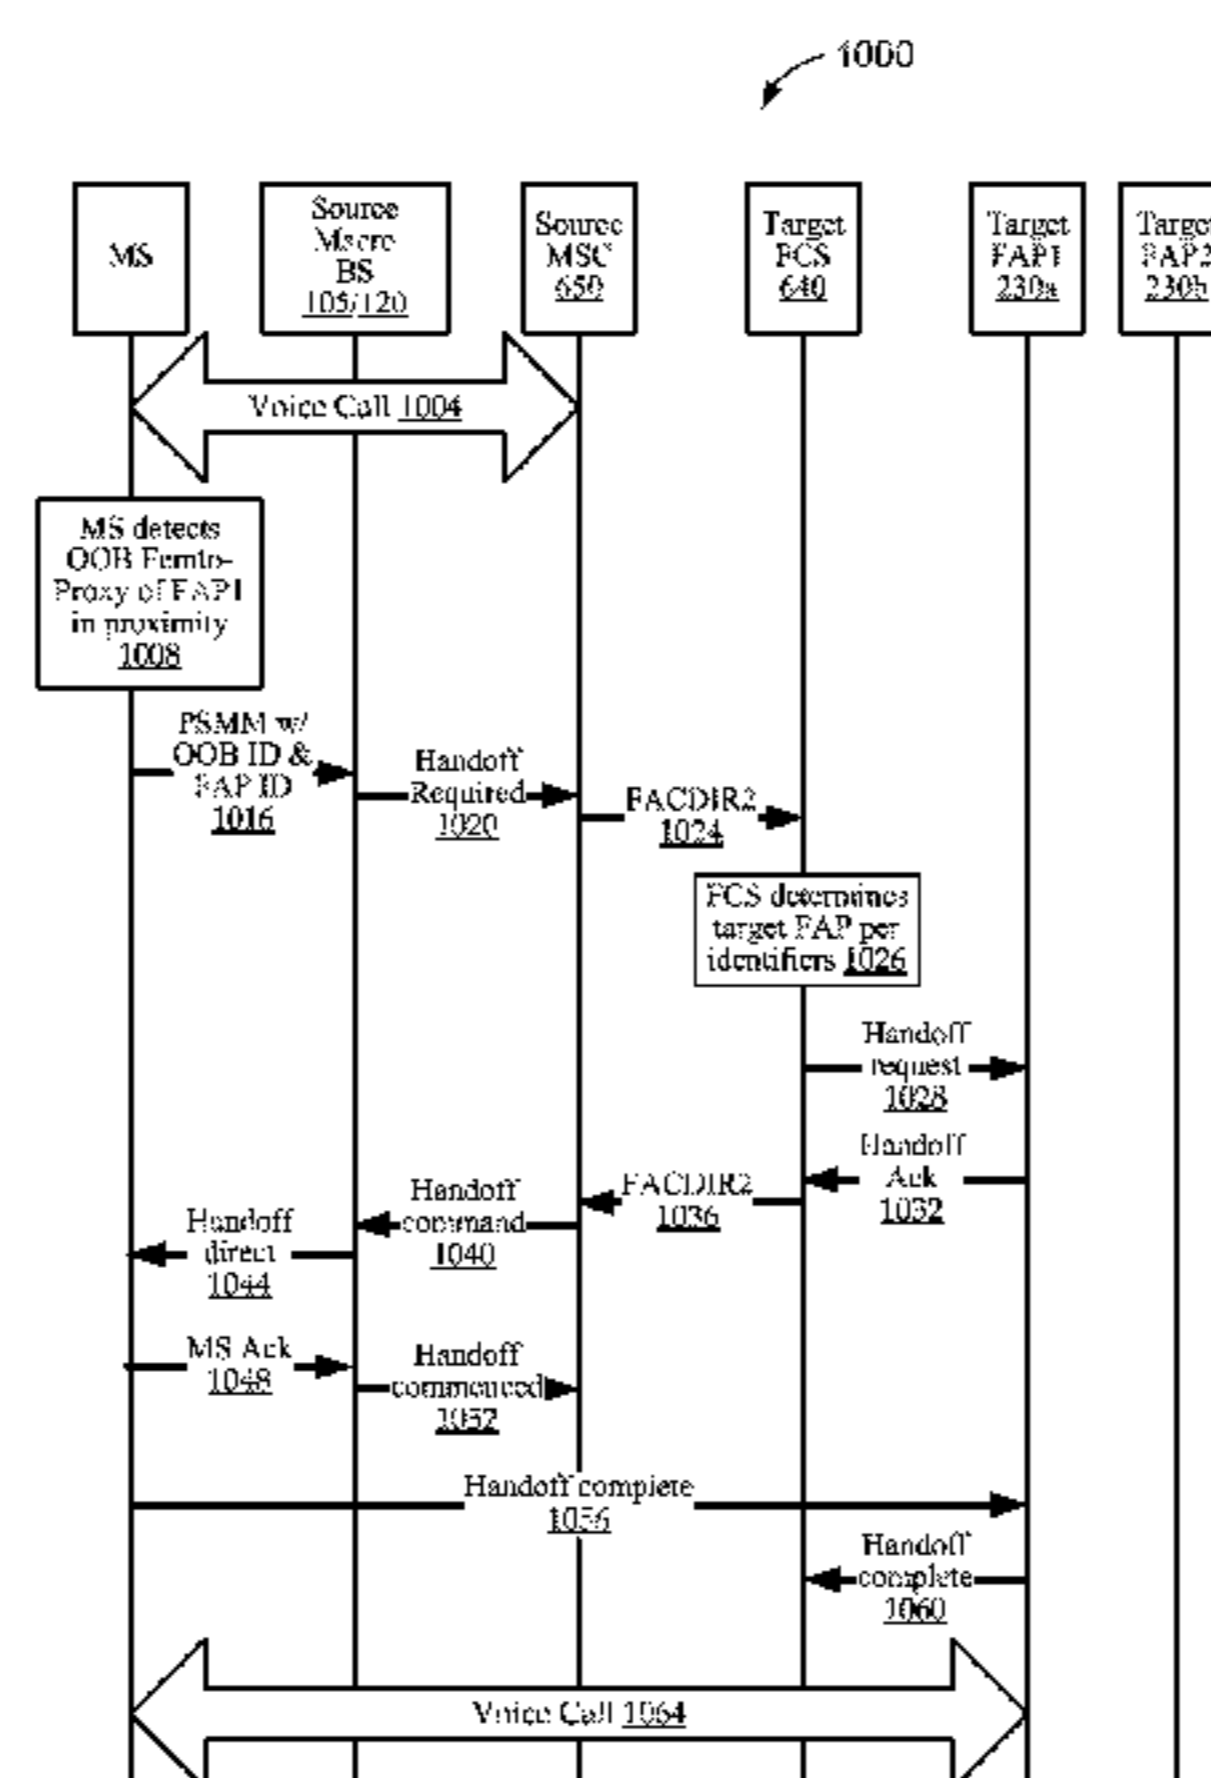 1000
MS
Source
Macro
BS
105/120
Source
MSC
650
Target
FCS
640
Target
FAP1
230a
Target
FAP2
230b
Voice Call 1004
MS detects
OOB Femto-
Proxy of FAP1
in proximity
1008
PSMM w/
OOB ID &
FAP ID
1016
Handoff
Required
1020
FACDIR2
1024
FCS determines
target FAP per
identifiers 1026
Handoff
request
1028
Handoff
Ack
1032
FACDIR2
1036
Handoff
command
1040
Handoff
direct
1044
MS Ack
1048
Handoff
commenced
1052
Handoff complete
1056
Handoff
complete
1060
Voice Call 1064